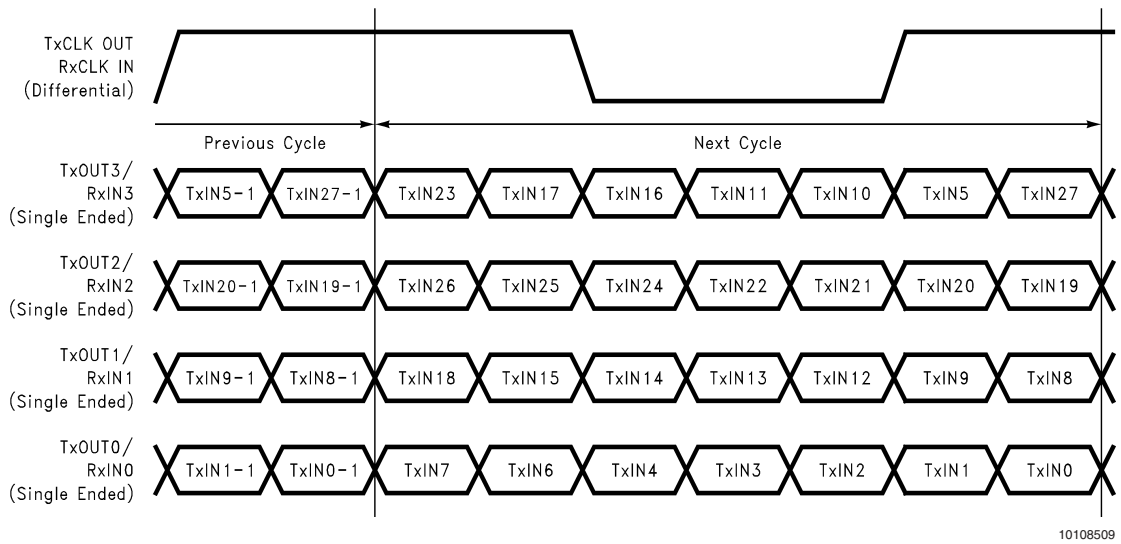 TxCLK OUT
RxCLK IN
(Differential)
Previous Cycle
Next Cycle
TxOUT3/
RxIN3
(Single Ended)
TxIN5-1 TxIN27-1 TxIN23 TxIN17 TxIN16 TxIN11 TxIN10 TxIN5 TxIN27
TxOUT2/
RxIN2
(Single Ended)
TxIN20-1 TxIN19-1 TxIN26 TxIN25 TxIN24 TxIN22 TxIN21 TxIN20 TxIN19
TxOUT1/
RxIN1
(Single Ended)
TxIN9-1 TxIN8-1 TxIN18 TxIN15 TxIN14 TxIN13 TxIN12 TxIN9 TxIN8
TxOUT0/
RxIN0
(Single Ended)
TxIN1-1 TxIN0-1 TxIN7 TxIN6 TxIN4 TxIN3 TxIN2 TxIN1 TxIN0
10108509